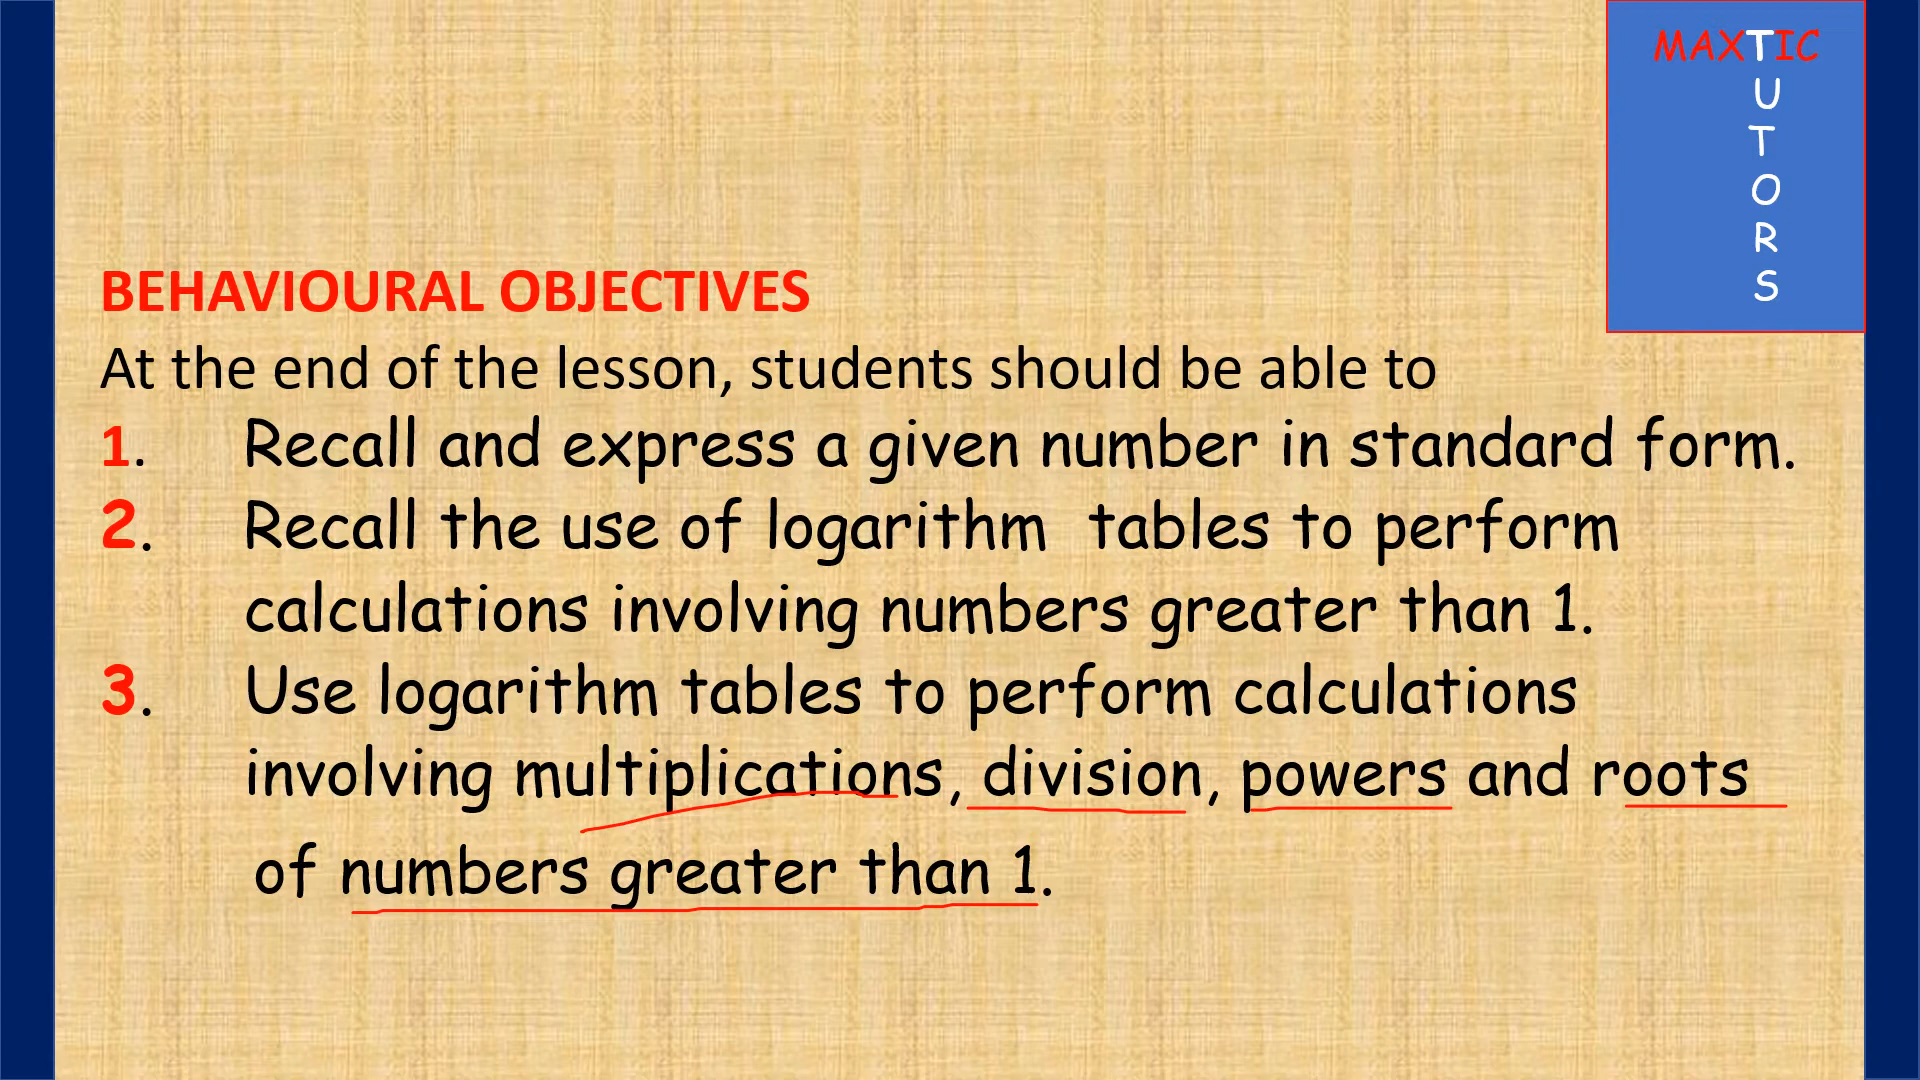 MAXTIC
U
T
O
R
S
BEHAVIOURAL OBJECTIVES
At the end of the lesson, students should be able to
1. Recall and express a given number in standard form.
2. Recall the use of logarithm tables to perform
calculations involving numbers greater than 1.
3. Use logarithm tables to perform calculations
involving multiplications, division, powers and roots
of numbers greater than 1.